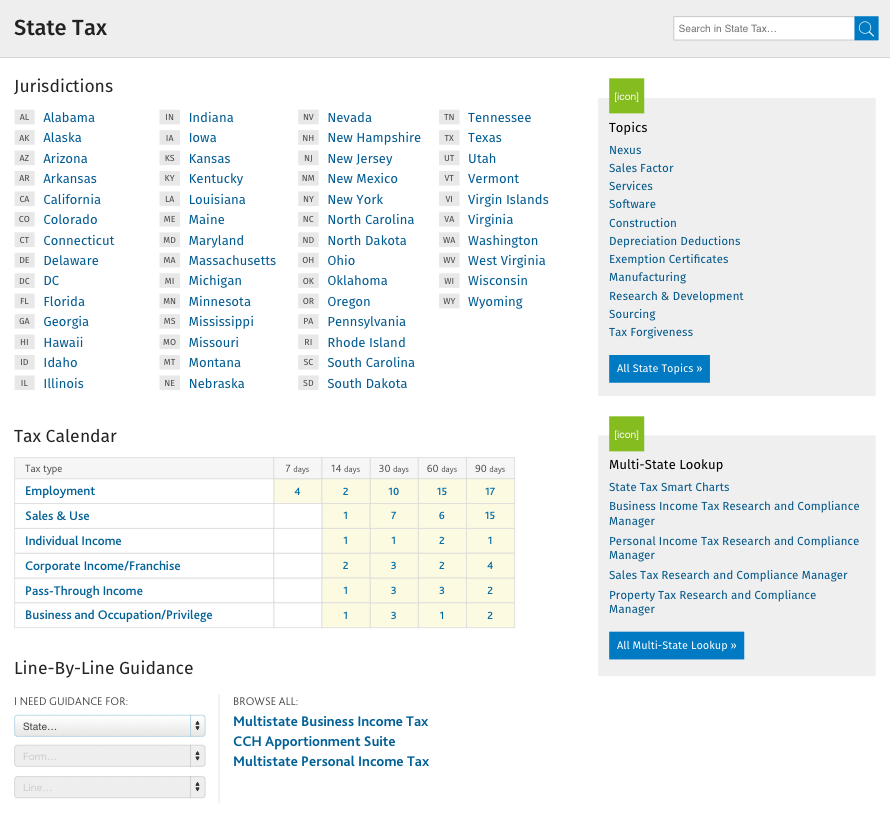 State Tax
Search in State Tax...
Jurisdictions
AL Alabama
AK Alaska
AZ Arizona
AR Arkansas
CA California
CO Colorado
CT Connecticut
DE Delaware
DC DC
FL Florida
GA Georgia
HI Hawaii
ID Idaho
IL Illinois
IN Indiana
IA Iowa
KS Kansas
KY Kentucky
LA Louisiana
ME Maine
MD Maryland
MA Massachusetts
MI Michigan
MN Minnesota
MS Mississippi
MO Missouri
MT Montana
NE Nebraska
NV Nevada
NH New Hampshire
NJ New Jersey
NM New Mexico
NY New York
NC North Carolina
ND North Dakota
OH Ohio
OK Oklahoma
OR Oregon
PA Pennsylvania
RI Rhode Island
SC South Carolina
SD South Dakota
TN Tennessee
TX Texas
UT Utah
VT Vermont
VI Virgin Islands
VA Virginia
WA Washington
WV West Virginia
WI Wisconsin
WY Wyoming
Tax Calendar
Tax type 7 days 14 days 30 days 60 days 90 days
Employment 4 2 10 15 17
Sales & Use 1 7 6 15
Individual Income 1 1 2 1
Corporate Income/Franchise 2 3 2 4
Pass-Through Income 1 3 3 2
Business and Occupation/Privilege 1 3 1 2
Line-By-Line Guidance
I NEED GUIDANCE FOR:
State...
Form...
Line...
BROWSE ALL:
Multistate Business Income Tax
CCH Apportionment Suite
Multistate Personal Income Tax
[icon]
Topics
Nexus
Sales Factor
Services
Software
Construction
Depreciation Deductions
Exemption Certificates
Manufacturing
Research & Development
Sourcing
Tax Forgiveness
All State Topics »
[icon]
Multi-State Lookup
State Tax Smart Charts
Business Income Tax Research and Compliance
Manager
Personal Income Tax Research and Compliance
Manager
Sales Tax Research and Compliance Manager
Property Tax Research and Compliance
Manager
All Multi-State Lookup »